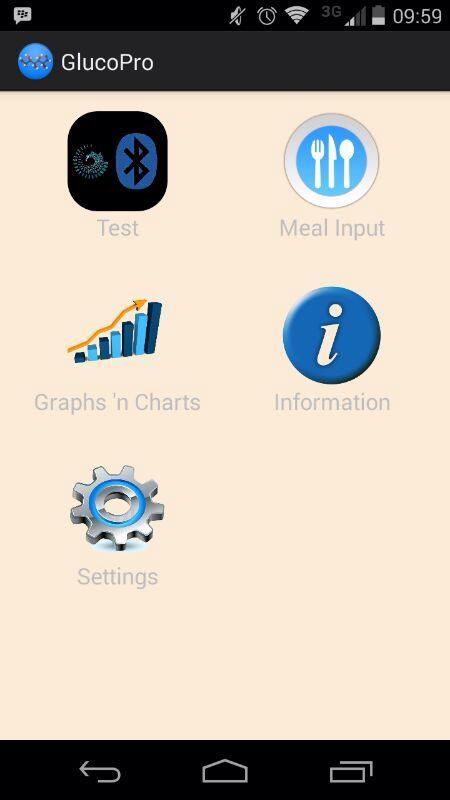 3G 09:59
GlucoPro
Test Meal Input
Graphs 'n Charts Information
Settings